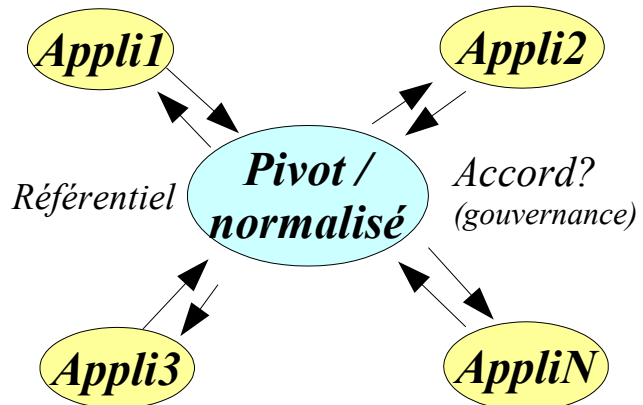 Appli1
Appli2
Pivot /
normalisé
Référentiel
Accord?
(gouvernance)
Appli3
AppliN